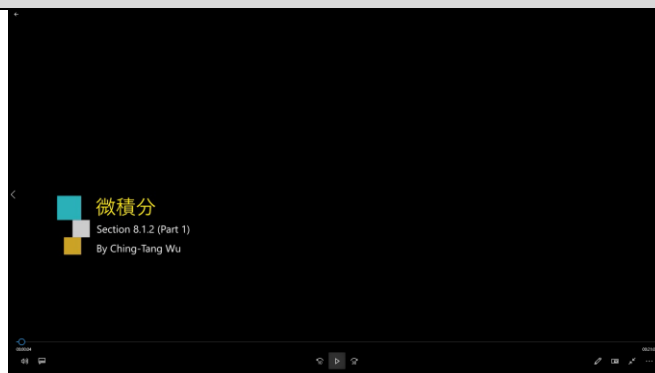 微積分
Section 8.1.2 (Part 1)
By Ching-Tang Wu